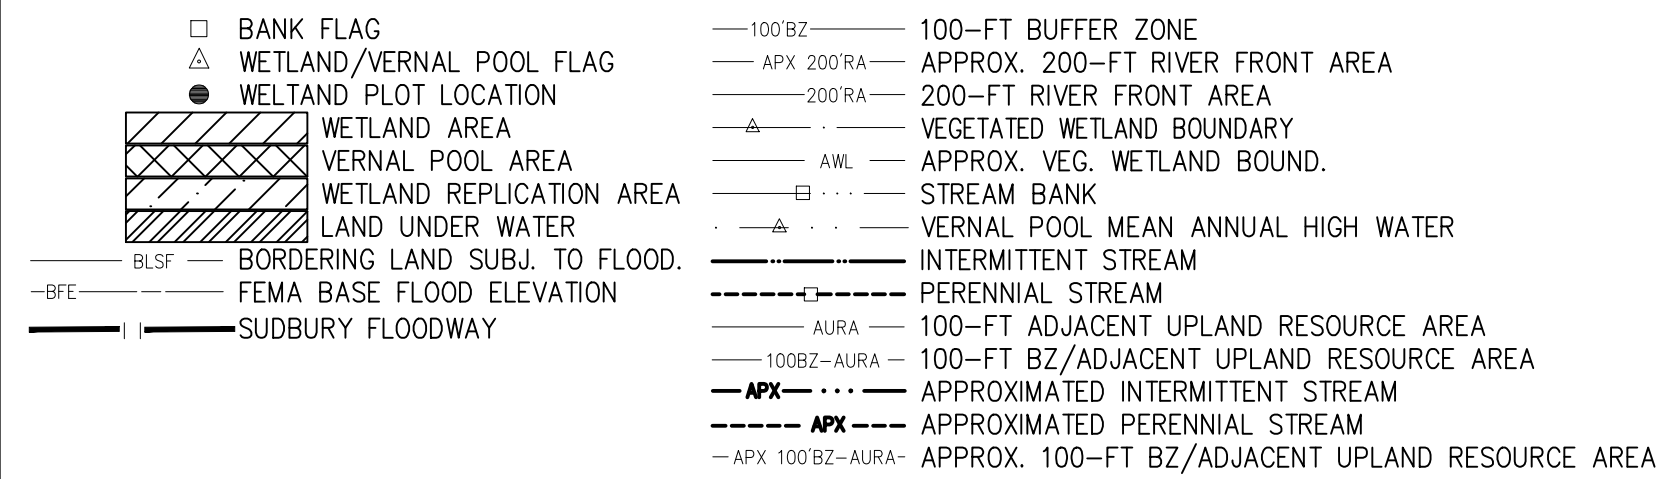 BANK FLAG
WETLAND/VERNAL POOL FLAG
WELTAND PLOT LOCATION
WETLAND AREA
VERNAL POOL AREA
WETLAND REPLICATION AREA
LAND UNDER WATER
BLSF BORDERING LAND SUBJ. TO FLOOD.
BFE FEMA BASE FLOOD ELEVATION
SUDBURY FLOODWAY
100'BZ 100-FT BUFFER ZONE
APX 200'RA APPROX. 200-FT RIVER FRONT AREA
200'RA 200-FT RIVER FRONT AREA
VEGETATED WETLAND BOUNDARY
AWL APPROX. VEG. WETLAND BOUND.
STREAM BANK
VERNAL POOL MEAN ANNUAL HIGH WATER
INTERMITTENT STREAM
PERENNIAL STREAM
AURA 100-FT ADJACENT UPLAND RESOURCE AREA
100BZ-AURA 100-FT BZ/ADJACENT UPLAND RESOURCE AREA
APX APPROXIMATED INTERMITTENT STREAM
APX APPROXIMATED PERENNIAL STREAM
APX 100'BZ-AURA APPROX. 100-FT BZ/ADJACENT UPLAND RESOURCE AREA